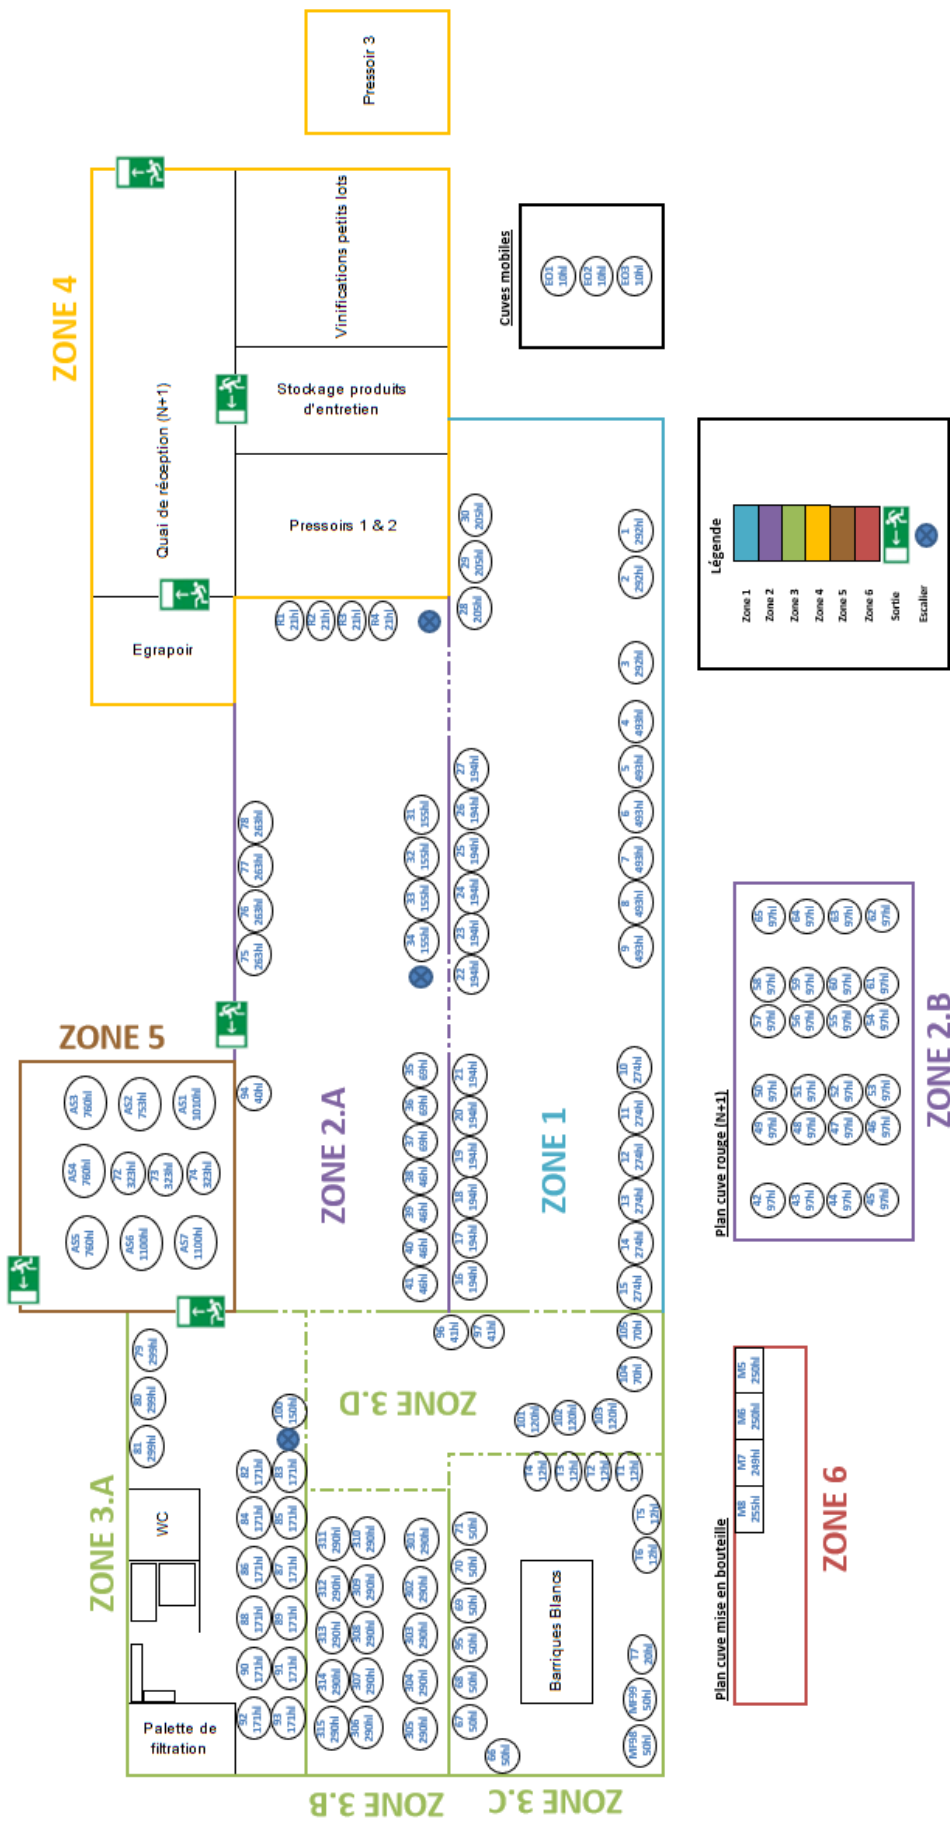 Pressoir 3
ZONE 4
Quai de réception (N+1)
Vinifications petits lots
Stockage produits
d'entretien
Pressoirs 1 & 2
Egrapoir
Cuves mobiles
EO1
10hl
EO2
10hl
EO3
10hl
R1
21hl
R2
21hl
R3
21hl
R4
21hl
30
205hl
29
205hl
28
205hl
1
292hl
2
292hl
3
292hl
4
493hl
5
493hl
6
493hl
7
493hl
8
493hl
9
493hl
27
194hl
26
194hl
25
194hl
24
194hl
23
194hl
22
194hl
31
155hl
32
155hl
33
155hl
34
155hl
78
263hl
77
263hl
76
263hl
75
263hl
Légende
Zone 1
Zone 2
Zone 3
Zone 4
Zone 5
Zone 6
Sortie
Escalier
ZONE 5
AS3
760hl
AS2
753hl
AS1
1010hl
AS4
760hl
72
323hl
73
323hl
74
323hl
AS5
760hl
AS6
1100hl
AS7
1100hl
94
40hl
ZONE 2.A
35
69hl
36
69hl
37
69hl
38
46hl
39
46hl
40
46hl
41
46hl
21
194hl
20
194hl
19
194hl
18
194hl
17
194hl
16
194hl
ZONE 1
10
274hl
11
274hl
12
274hl
13
274hl
14
274hl
15
274hl
Plan cuve rouge (N+1)
65
97hl
64
97hl
63
97hl
62
97hl
58
97hl
59
97hl
60
97hl
61
97hl
57
97hl
56
97hl
55
97hl
54
97hl
50
97hl
51
97hl
52
97hl
53
97hl
49
97hl
48
97hl
47
97hl
46
97hl
42
97hl
43
97hl
44
97hl
45
97hl
ZONE 2.B
ZONE 3.A
79
299hl
80
299hl
81
299hl
WC
Palette de
filtration
100
150hl
82
171hl
83
171hl
84
171hl
85
171hl
86
171hl
87
171hl
88
171hl
89
171hl
90
171hl
91
171hl
92
171hl
93
171hl
ZONE 3.D
96
41hl
97
41hl
105
70hl
104
70hl
101
120hl
102
120hl
103
120hl
ZONE 3.B
311
290hl
310
290hl
301
290hl
312
290hl
309
290hl
302
290hl
313
290hl
308
290hl
303
290hl
314
290hl
307
290hl
304
290hl
315
290hl
306
290hl
305
290hl
ZONE 3.C
T4
12hl
T3
12hl
T2
12hl
T1
12hl
T5
12hl
T6
12hl
T7
20hl
MF99
50hl
MF98
50hl
71
50hl
70
50hl
69
50hl
95
50hl
68
50hl
67
50hl
66
50hl
Barriques Blancs
Plan cuve mise en bouteille
M5
250hl
M6
250hl
M7
249hl
M8
255hl
ZONE 6